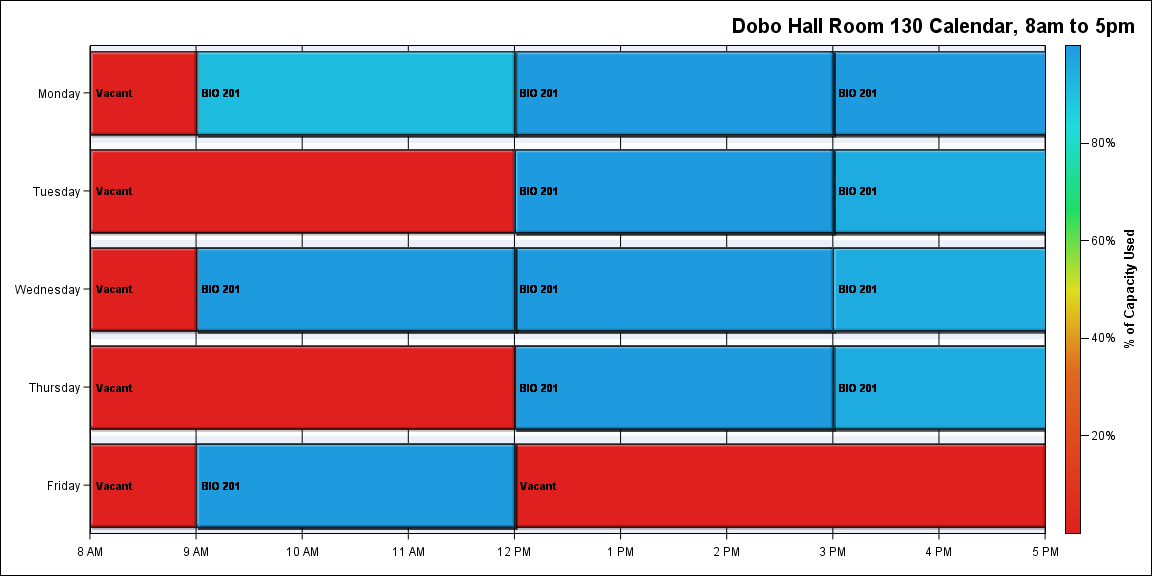 Dobo Hall Room 130 Calendar, 8am to 5pm
Monday
Vacant
BIO 201
BIO 201
BIO 201
Tuesday
Vacant
BIO 201
BIO 201
Wednesday
Vacant
BIO 201
BIO 201
BIO 201
Thursday
Vacant
BIO 201
BIO 201
Friday
Vacant
BIO 201
Vacant
8 AM 9 AM 10 AM 11 AM 12 PM 1 PM 2 PM 3 PM 4 PM 5 PM
80%
60%
40%
20%
% of Capacity Used